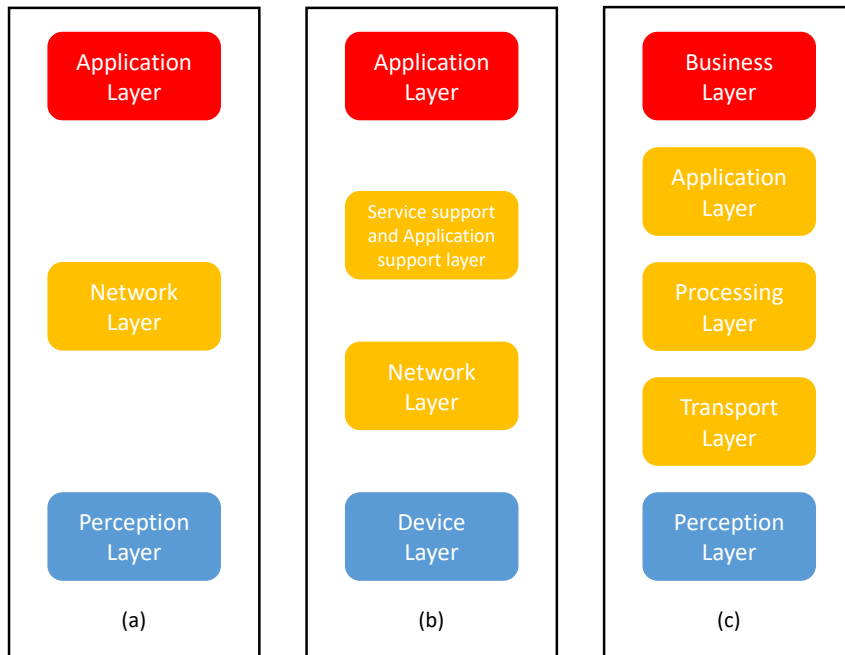 Application
Layer
Network
Layer
Perception
Layer
(a)
Application
Layer
Service support
and Application
support layer
Network
Layer
Device
Layer
(b)
Business
Layer
Application
Layer
Processing
Layer
Transport
Layer
Perception
Layer
(c)